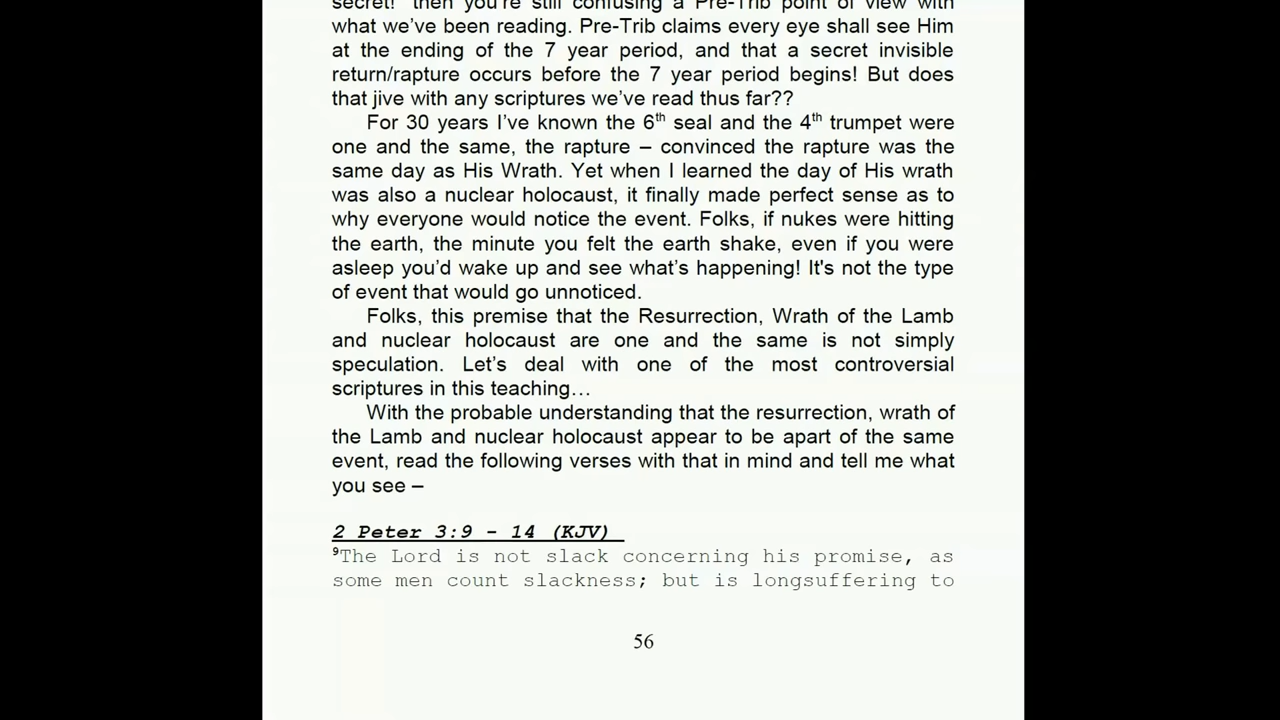 secret!" then you're still confusing a Pre-Trib point of view with
what we've been reading. Pre-Trib claims every eye shall see Him
at the ending of the 7 year period, and that a secret invisible
return/rapture occurs before the 7 year period begins! But does
that jive with any scriptures we've read thus far??
For 30 years I've known the 6th seal and the 4th trumpet were
one and the same, the rapture – convinced the rapture was the
same day as His Wrath. Yet when I learned the day of His wrath
was also a nuclear holocaust, it finally made perfect sense as to
why everyone would notice the event. Folks, if nukes were hitting
the earth, the minute you felt the earth shake, even if you were
asleep you'd wake up and see what's happening! It's not the type
of event that would go unnoticed.
Folks, this premise that the Resurrection, Wrath of the Lamb
and nuclear holocaust are one and the same is not simply
speculation. Let's deal with one of the most controversial
scriptures in this teaching…
With the probable understanding that the resurrection, wrath of
the Lamb and nuclear holocaust appear to be apart of the same
event, read the following verses with that in mind and tell me what
you see –
2 Peter 3:9 – 14 (KJV)
9The Lord is not slack concerning his promise, as
some men count slackness; but is longsuffering to
56